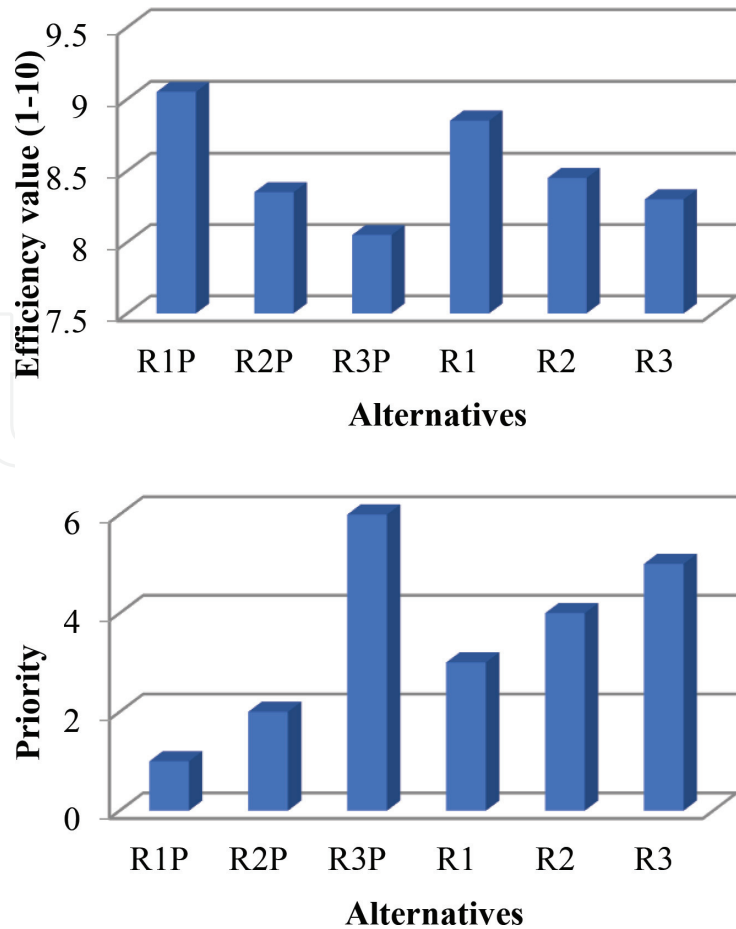 Efficiency value (1-10)
9.5
9
8.5
8
7.5
R1P R2P R3P R1 R2 R3
Alternatives
Priority
6
4
2
0
R1P R2P R3P R1 R2 R3
Alternatives